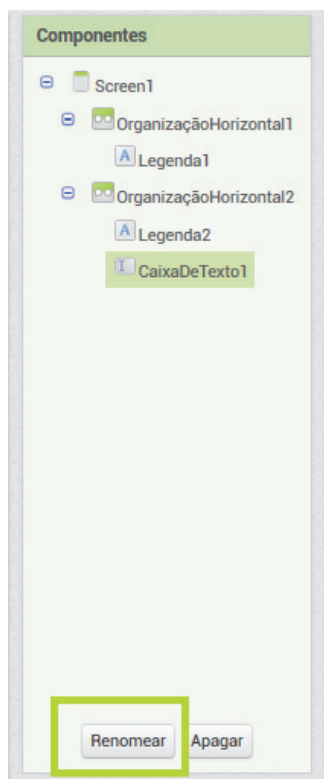 Componentes
Screen1
OrganizaçãoHorizontal1
A Legenda1
OrganizaçãoHorizontal2
A Legenda2
I CaixaDeTexto1
Renomear Apagar